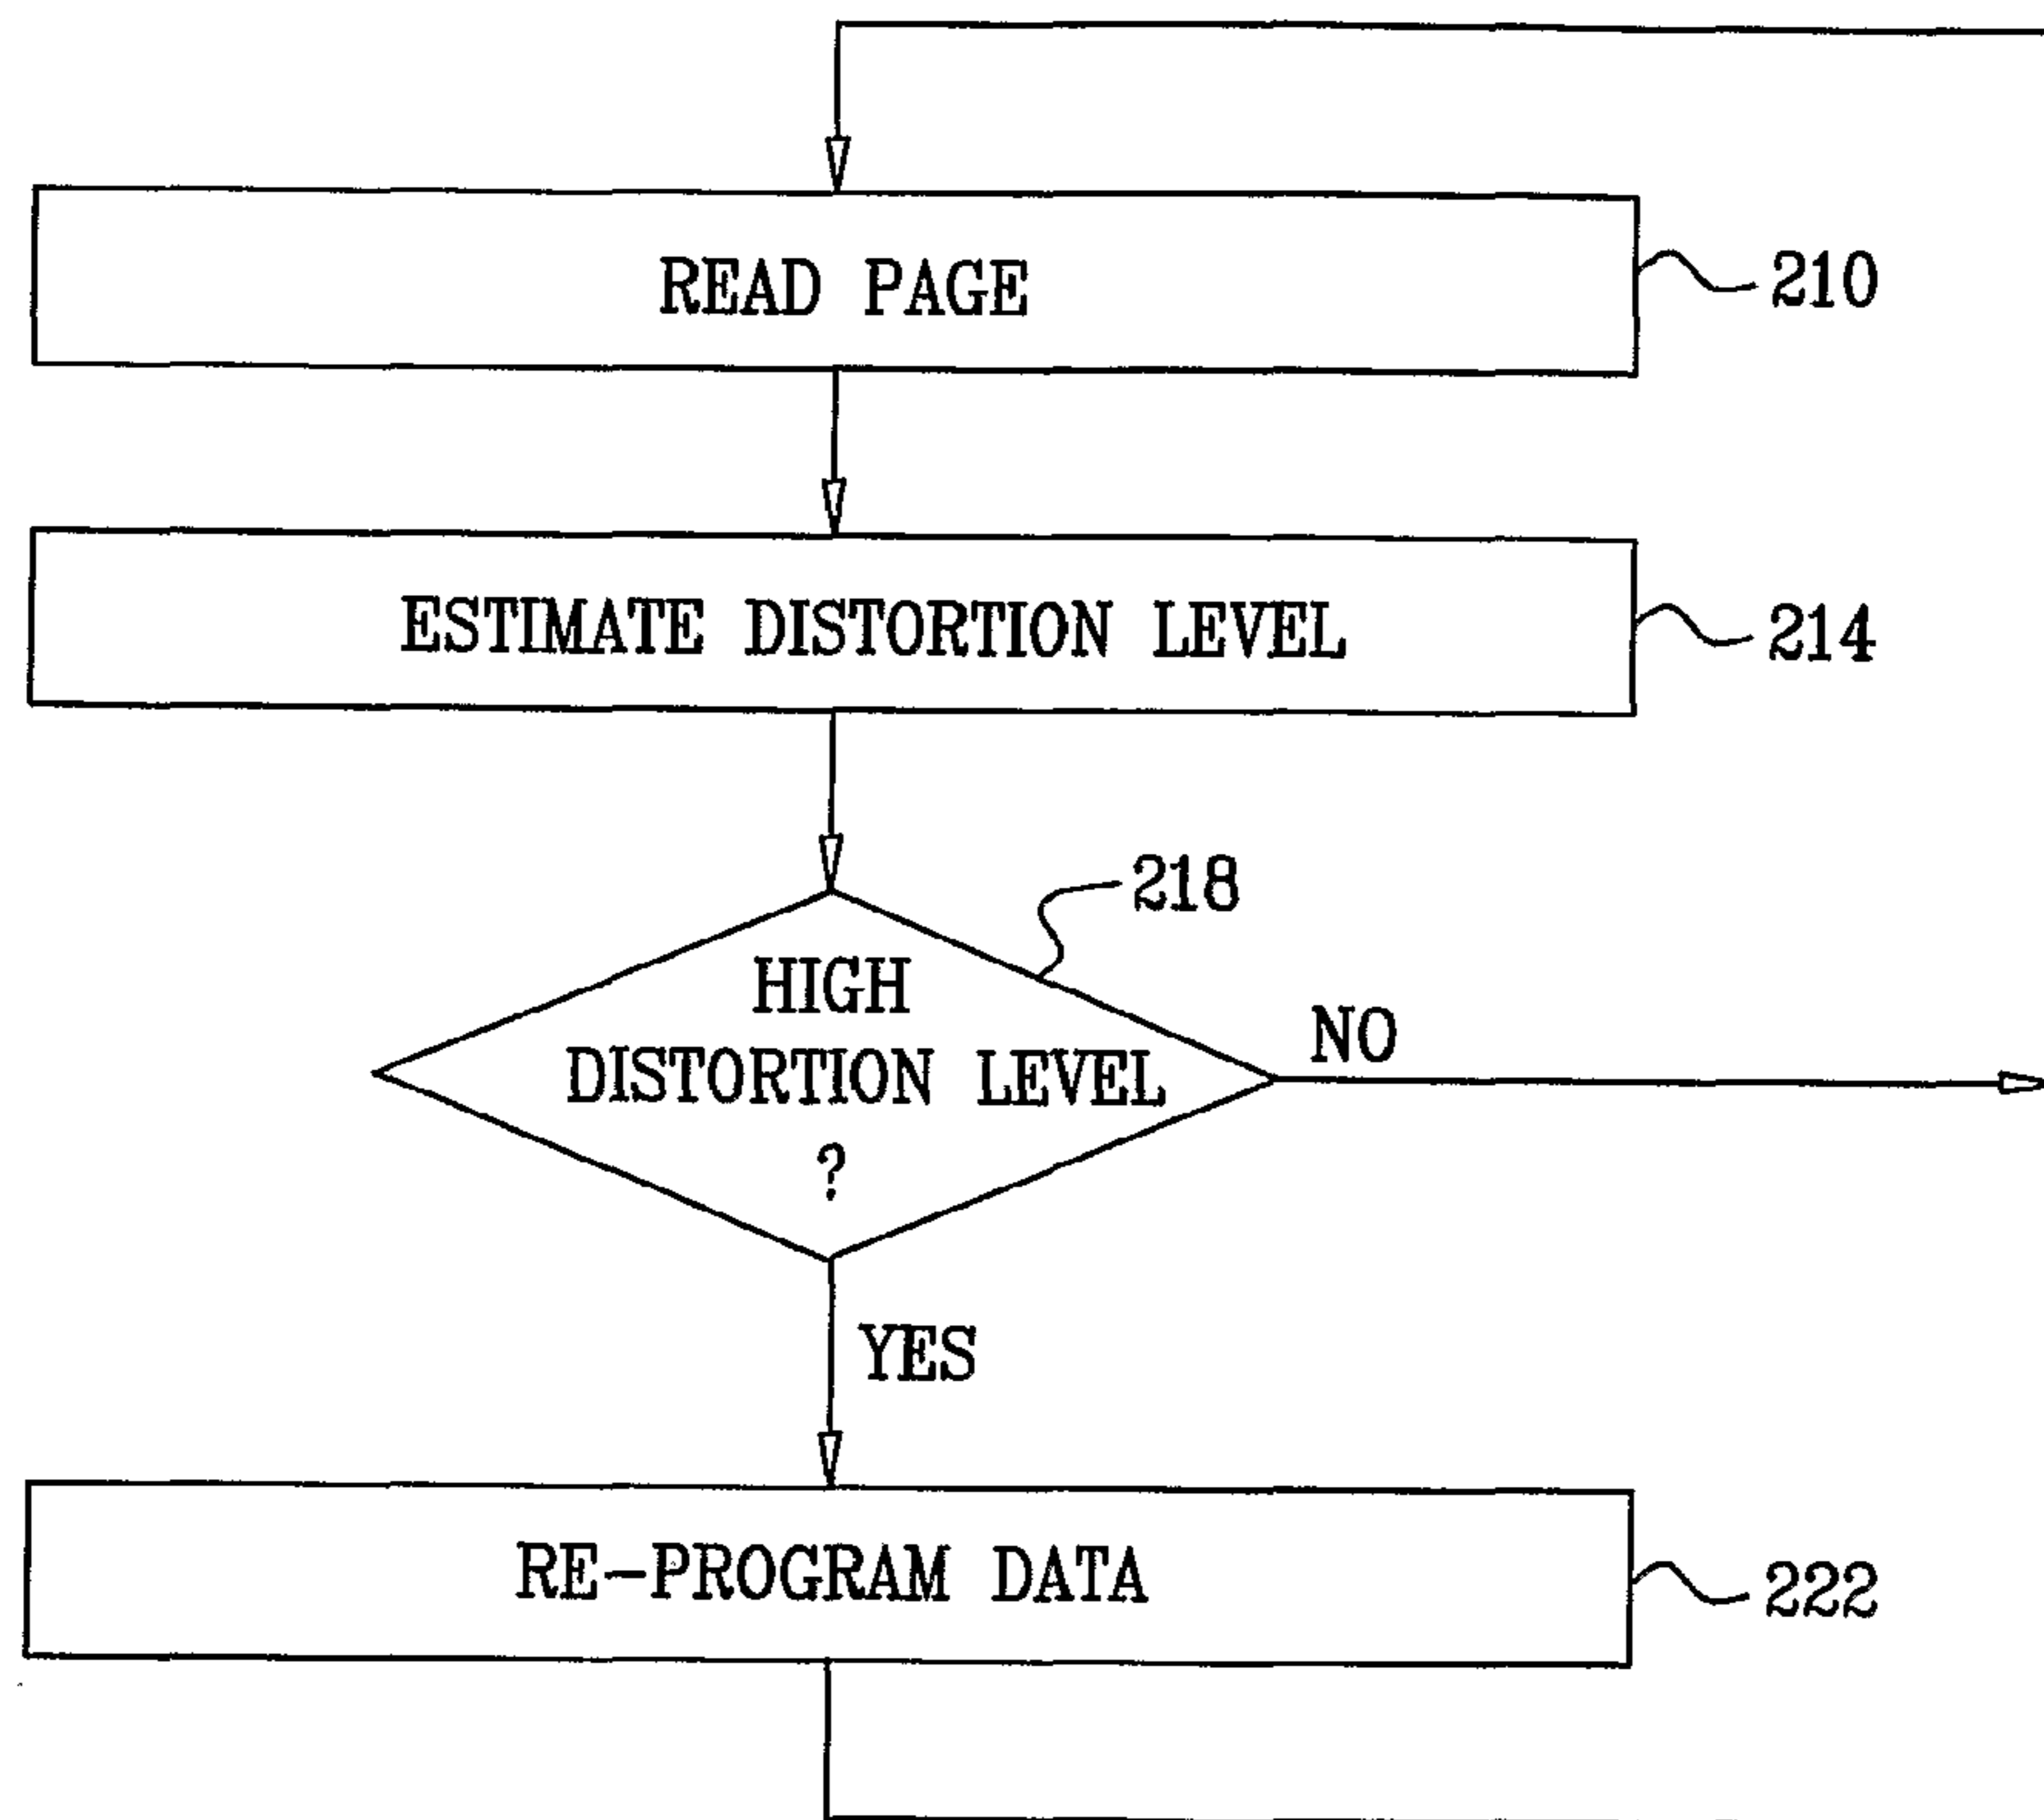 READ PAGE
210
ESTIMATE DISTORTION LEVEL
214
218
HIGH
DISTORTION LEVEL
?
NO
YES
RE-PROGRAM DATA
222